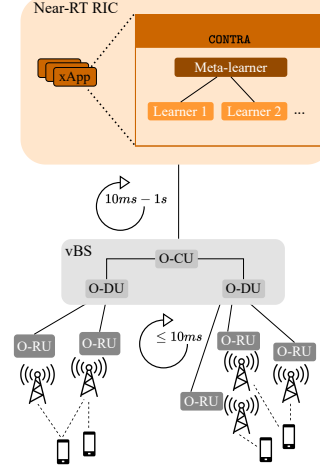 Near-RT RIC
CONTRA
xApp
Meta-learner
Learner 1
Learner 2
...
10ms − 1s
vBS
O-CU
O-DU
O-DU
≤ 10ms
O-RU
O-RU
O-RU
O-RU
O-RU